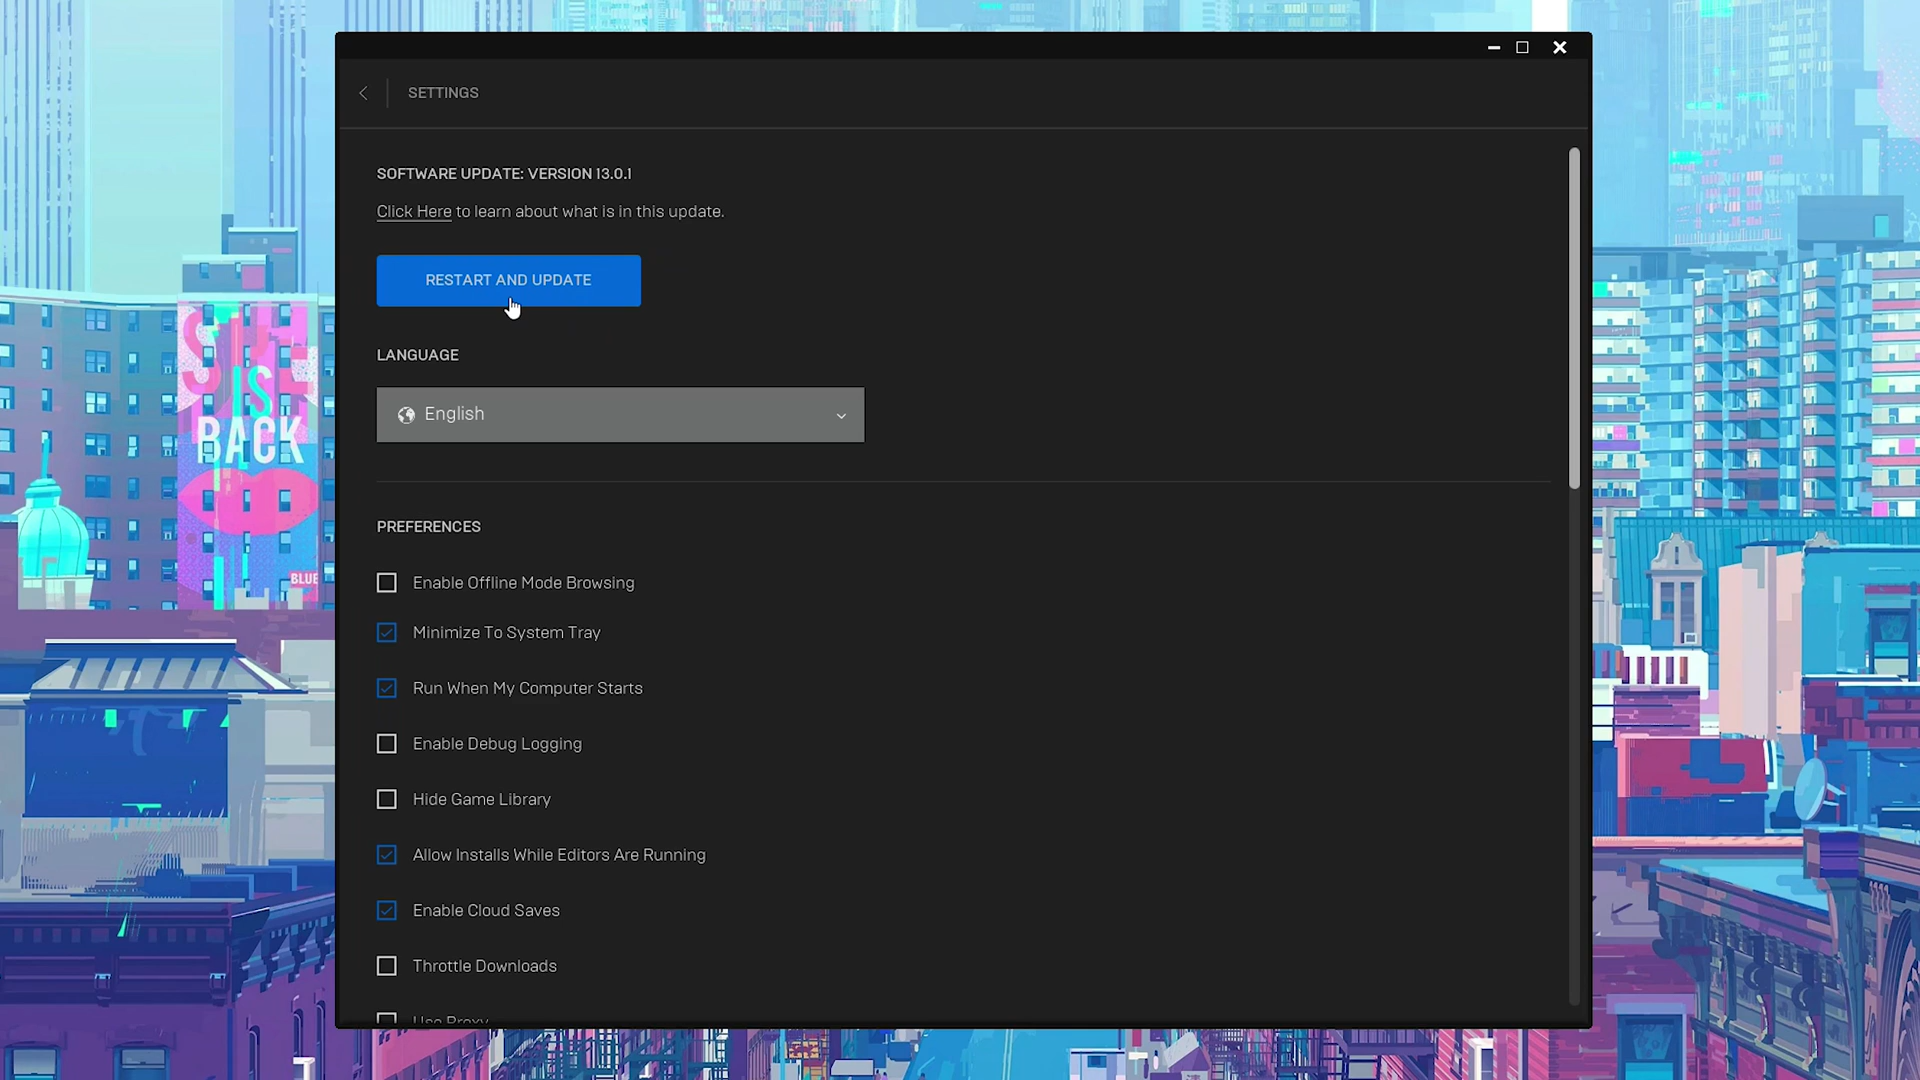 SETTINGS
SOFTWARE UPDATE: VERSION 13.0.1
Click Here to learn about what is in this update.
RESTART AND UPDATE
LANGUAGE
English
PREFERENCES
Enable Offline Mode Browsing
Minimize To System Tray
Run When My Computer Starts
Enable Debug Logging
Hide Game Library
Allow Installs While Editors Are Running
Enable Cloud Saves
Throttle Downloads
Use Proxy
IS
BACK
BLUE